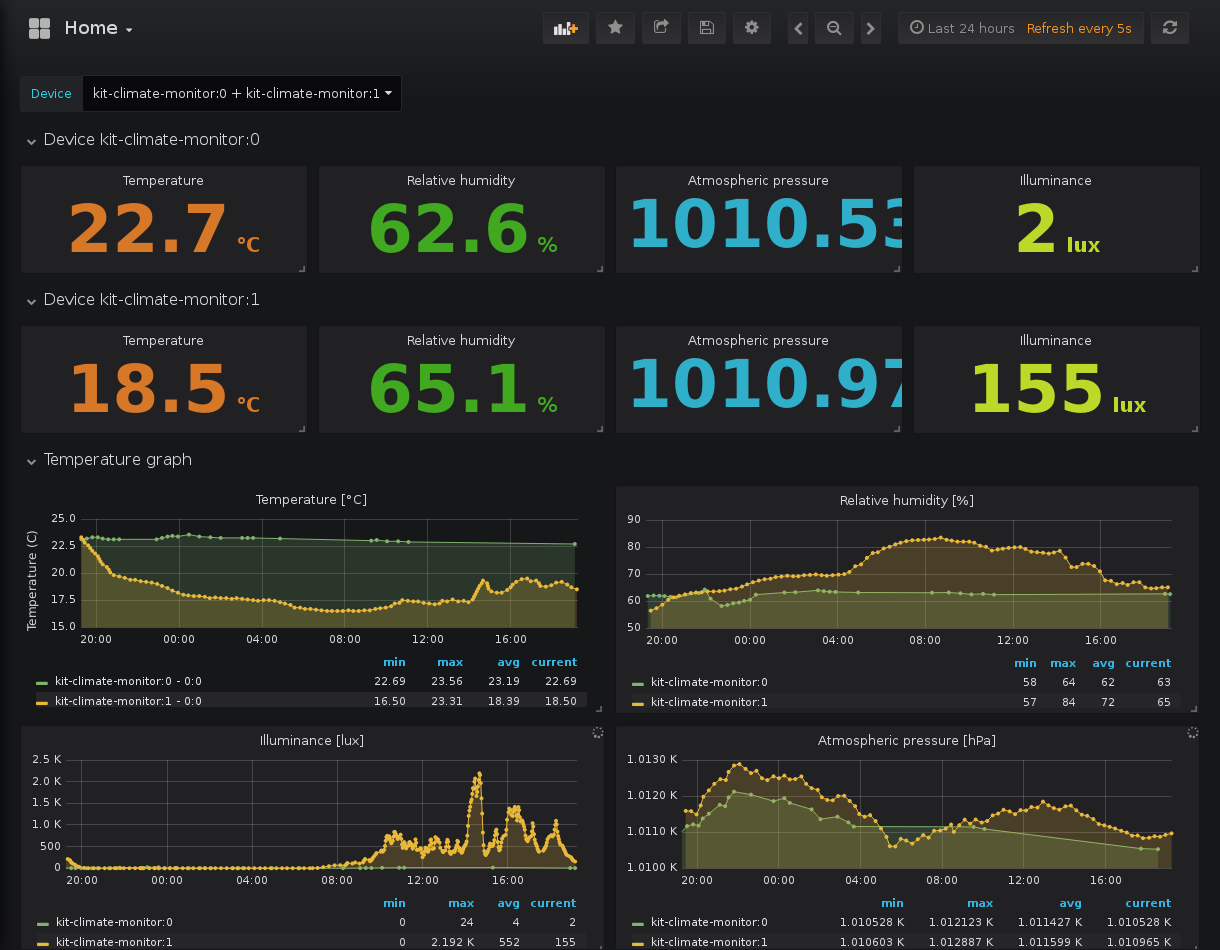 Home
Last 24 hours Refresh every 5s
Device kit-climate-monitor:0 + kit-climate-monitor:1
Device kit-climate-monitor:0
Temperature Relative humidity Atmospheric pressure Illuminance
22.7 °C 62.6 % 1010.53 2 lux
Device kit-climate-monitor:1
Temperature Relative humidity Atmospheric pressure Illuminance
18.5 °C 65.1 % 1010.97 155 lux
Temperature graph
Temperature [°C]
Temperature (C)
25.0
22.5
20.0
17.5
15.0
20:00 00:00 04:00 08:00 12:00 16:00
min max avg current
kit-climate-monitor:0 - 0:0 22.69 23.56 23.19 22.69
kit-climate-monitor:1 - 0:0 16.50 23.31 18.39 18.50
Relative humidity [%]
90
80
70
60
50
20:00 00:00 04:00 08:00 12:00 16:00
min max avg current
kit-climate-monitor:0 58 64 62 63
kit-climate-monitor:1 57 84 72 65
Illuminance [lux]
2.5 K
2.0 K
1.5 K
1.0 K
500
0
20:00 00:00 04:00 08:00 12:00 16:00
min max avg current
kit-climate-monitor:0 0 24 4 2
kit-climate-monitor:1 0 2.192 K 552 155
Atmospheric pressure [hPa]
1.0130 K
1.0120 K
1.0110 K
1.0100 K
20:00 00:00 04:00 08:00 12:00 16:00
min max avg current
kit-climate-monitor:0 1.010528 K 1.012123 K 1.011427 K 1.010528 K
kit-climate-monitor:1 1.010603 K 1.012887 K 1.011599 K 1.010965 K